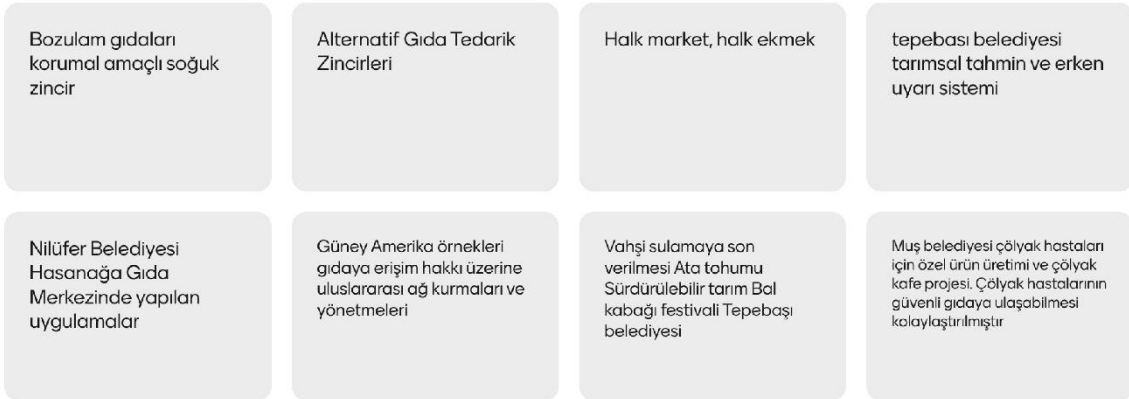 Bozulam gıdaları
korumal amaçlı soğuk
zincir
Alternatif Gıda Tedarik
Zincirleri
Halk market, halk ekmek
tepebası belediyesi
tarımsal tahmin ve erken
uyarı sistemi
Nilüfer Belediyesi
Hasanağa Gıda
Merkezinde yapılan
uygulamalar
Güney Amerika örnekleri
gıdaya erişim hakkı üzerine
uluslararası ağ kurmaları ve
yönetmeleri
Vahşi sulamaya son
verilmesi Ata tohumu
Sürdürülebilir tarım Bal
kabağı festivali Tepebaşı
belediyesi
Muş belediyesi çölyak hastaları
için özel ürün üretimi ve çölyak
kafe projesi. Çölyak hastalarının
güvenli gıdaya ulaşabilmesi
kolaylaştırılmıştır